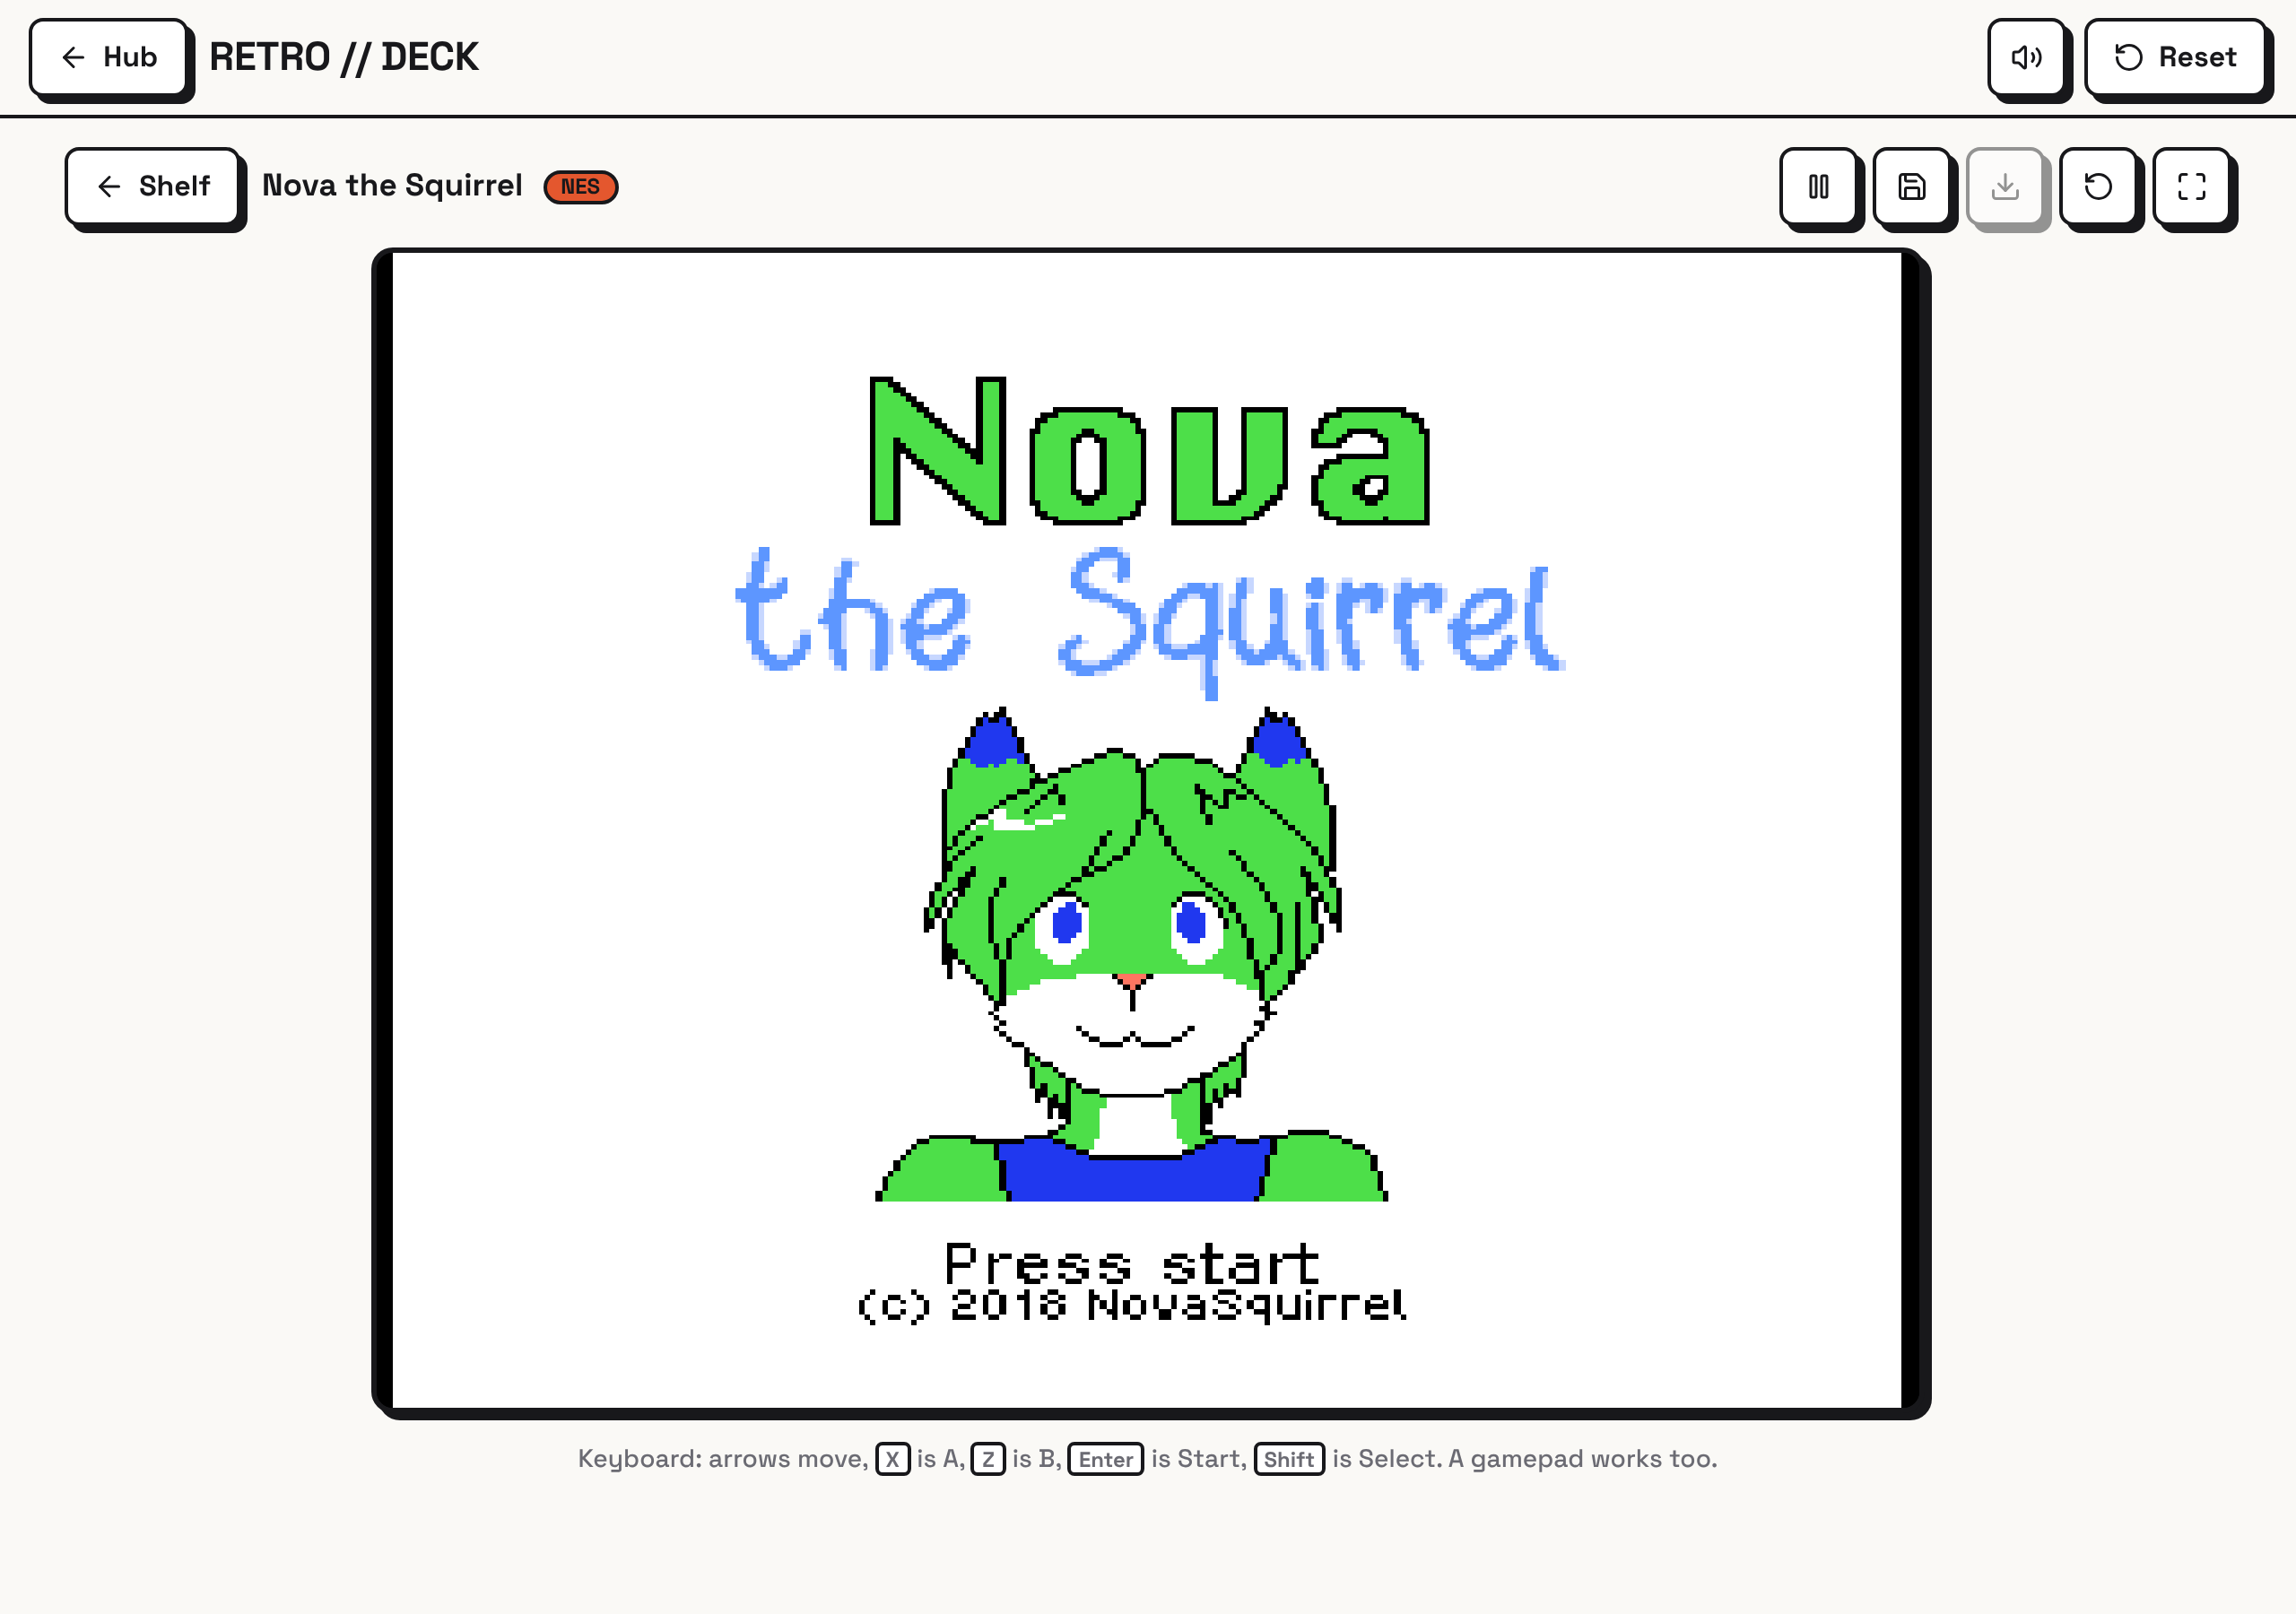 Hub
RETRO // DECK
Reset
Shelf
Nova the Squirrel
NES
Nova
the Squirrel
Press start
(c) 2018 NovaSquirrel
Keyboard: arrows move, X is A, Z is B, Enter is Start, Shift is Select. A gamepad works too.